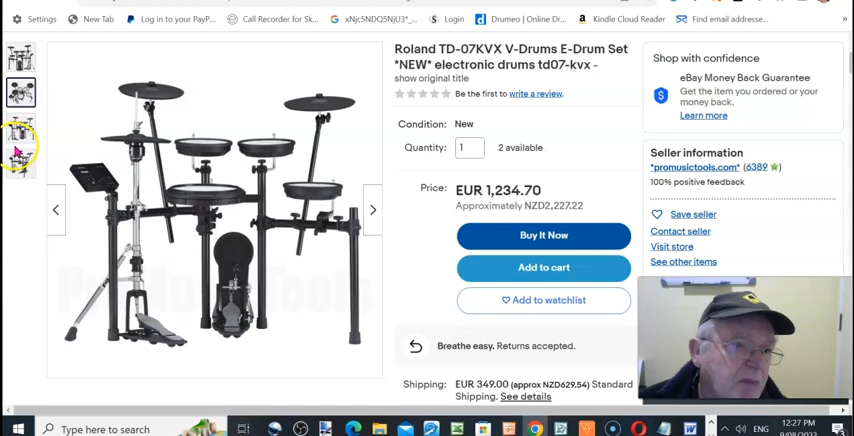 Settings
New Tab
Log in to your PayP...
Call Recorder for Sk...
xNjc5NDQ5NjU3*_...
Login
Drumeo | Online Dr...
Kindle Cloud Reader
Find email addresse...
»
Roland TD-07KVX V-Drums E-Drum Set
*NEW* electronic drums td07-kvx -
show original title
Be the first to write a review.
Condition: New
Quantity: 1 2 available
Price: EUR 1,234.70
Approximately NZD2,227.22
Buy It Now
Add to cart
Add to watchlist
Breathe easy. Returns accepted.
Shipping: EUR 349.00 (approx NZD629.54) Standard
Shipping. See details
Shop with confidence
eBay Money Back Guarantee
Get the item you ordered or your
money back.
Learn more
Seller information
*promusictools.com* (6389)
100% positive feedback
Save seller
Contact seller
Visit store
See other items
ProMusicTools
Type here to search
ENG
12:27 PM
9/08/2023